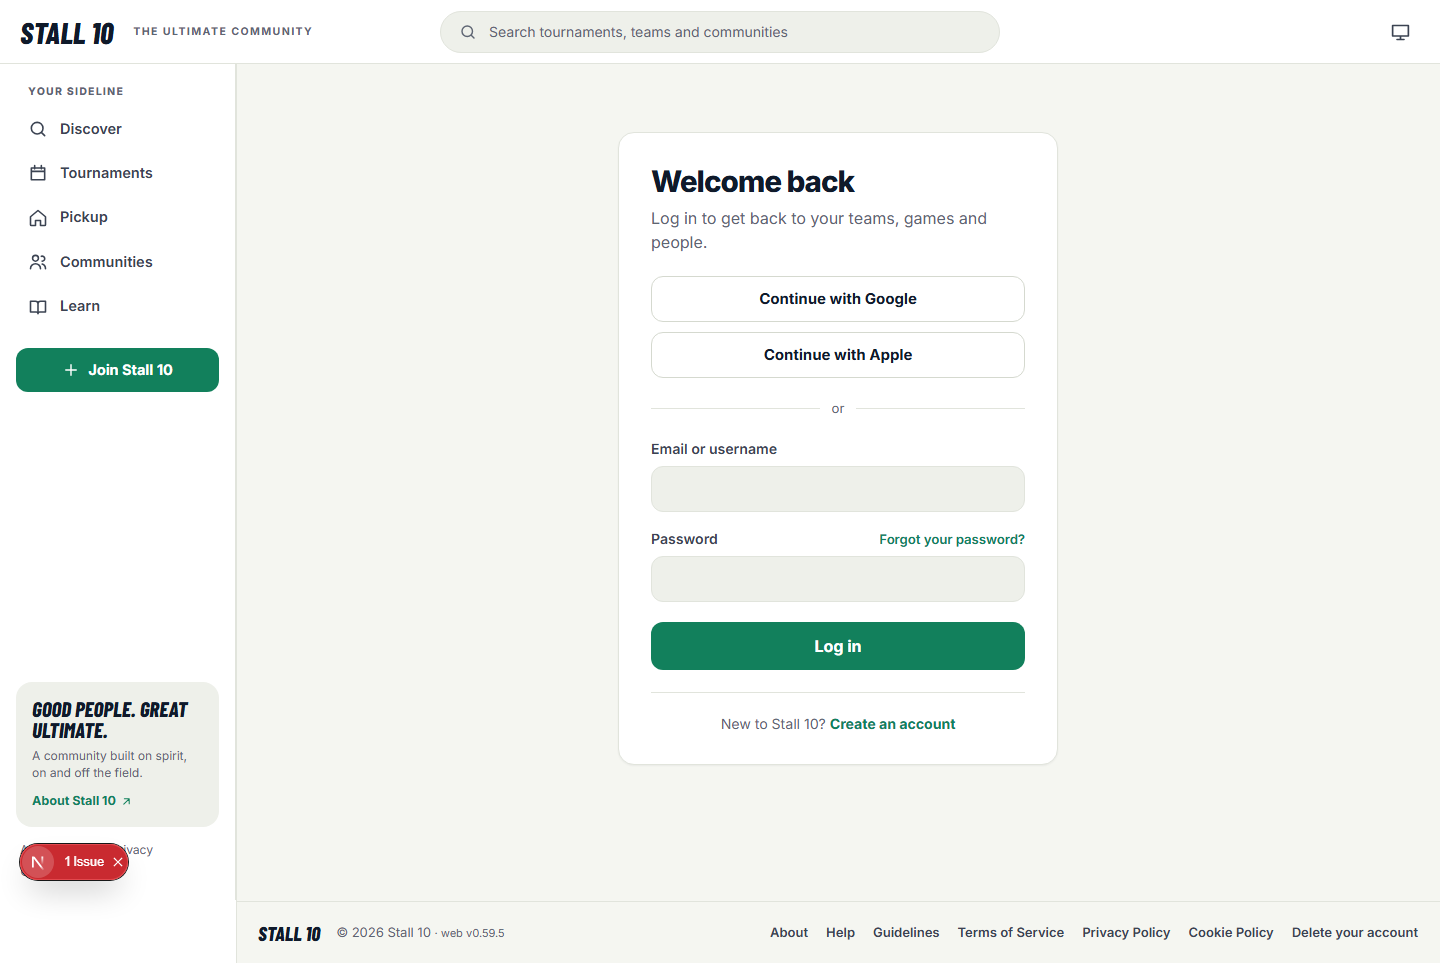 STALL 10
THE ULTIMATE COMMUNITY
Search tournaments, teams and communities
YOUR SIDELINE
Discover
Tournaments
Pickup
Communities
Learn
Join Stall 10
GOOD PEOPLE. GREAT
ULTIMATE.
A community built on spirit,
on and off the field.
About Stall 10
1 Issue
Welcome back
Log in to get back to your teams, games and
people.
Continue with Google
Continue with Apple
or
Email or username
Password
Forgot your password?
Log in
New to Stall 10? Create an account
STALL 10
© 2026 Stall 10 · web v0.59.5
About
Help
Guidelines
Terms of Service
Privacy Policy
Cookie Policy
Delete your account